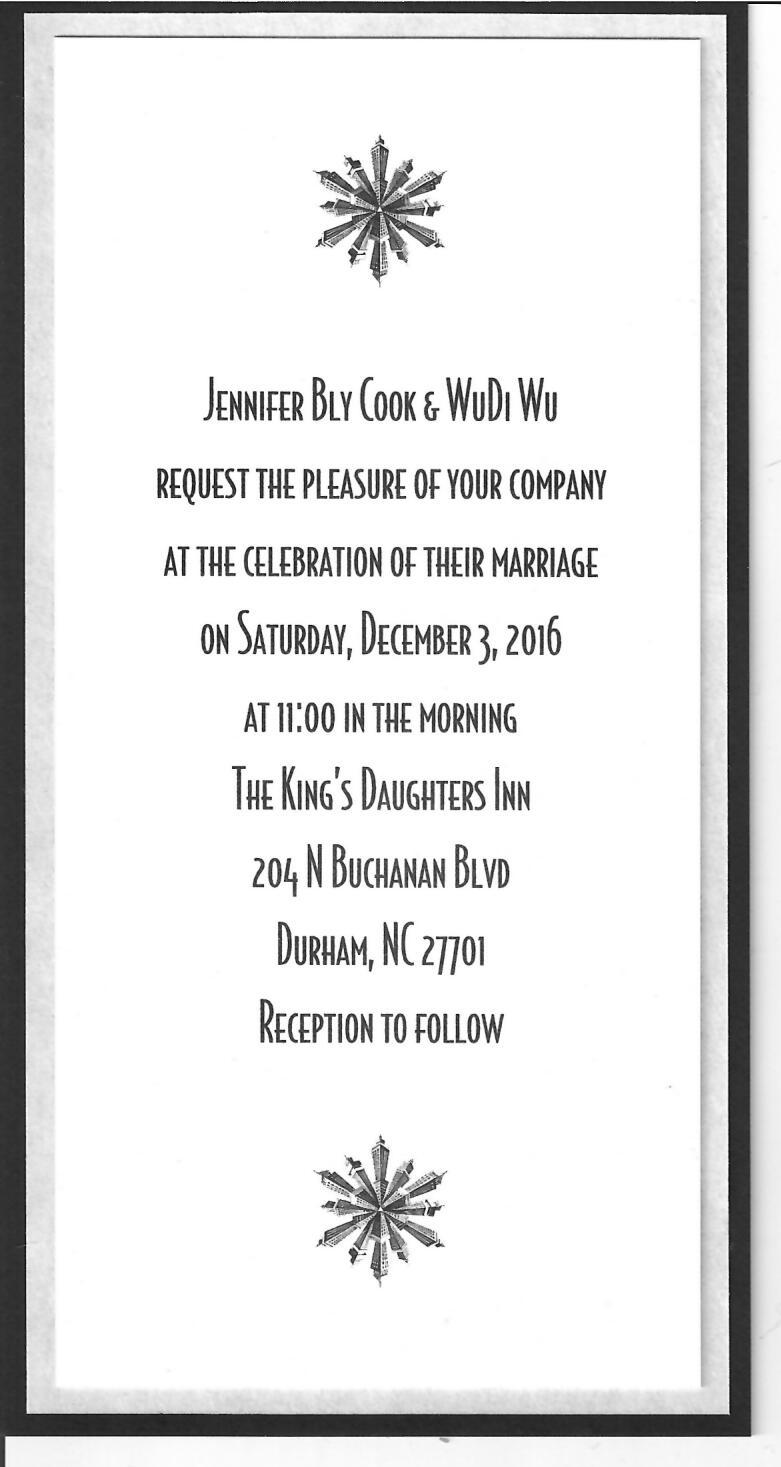 Jennifer Bly Cook & WuDi Wu
request the pleasure of your company
at the celebration of their marriage
on Saturday, December 3, 2016
at 11:00 in the morning
The King's Daughters Inn
204 N Buchanan Blvd
Durham, NC 27701
Reception to follow